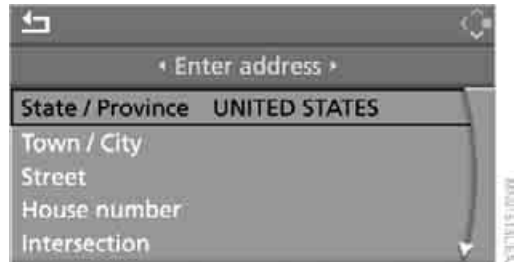 Enter address
State / Province UNITED STATES
Town / City
Street
House number
Intersection